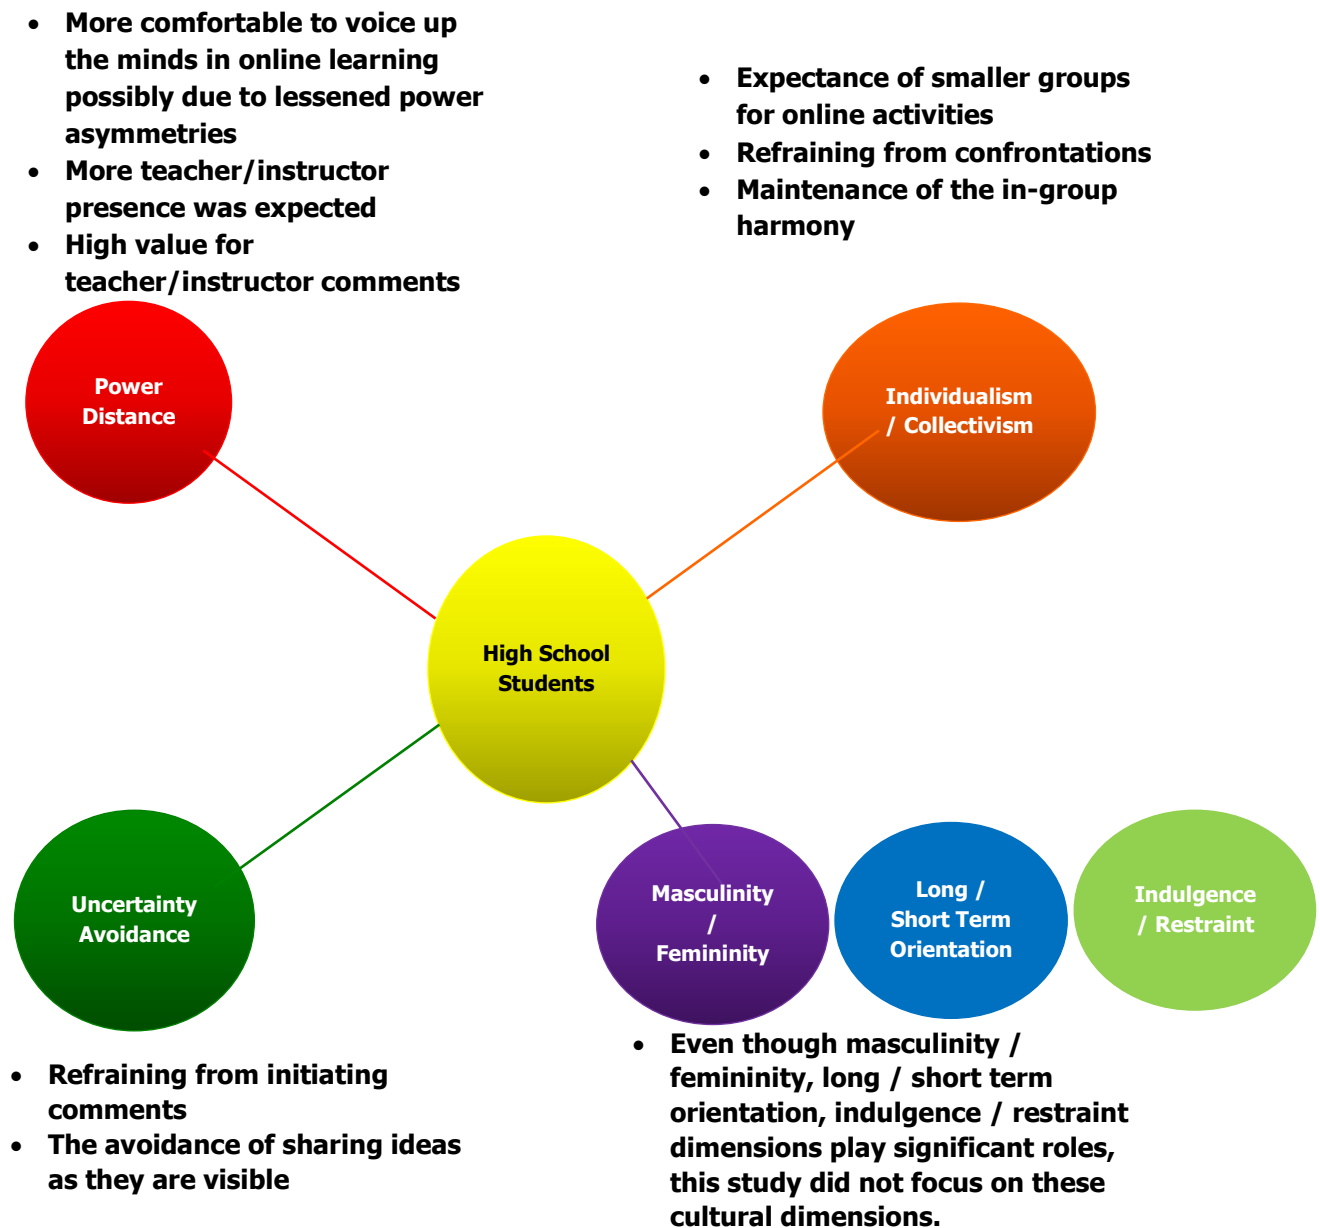 • More comfortable to voice up
the minds in online learning
possibly due to lessened power
asymmetries
• More teacher/instructor
presence was expected
• High value for
teacher/instructor comments
• Expectance of smaller groups
for online activities
• Refraining from confrontations
• Maintenance of the in-group
harmony
Power
Distance
Individualism
/ Collectivism
High School
Students
Uncertainty
Avoidance
Masculinity
/
Femininity
Long /
Short Term
Orientation
Indulgence
/ Restraint
• Refraining from initiating
comments
• The avoidance of sharing ideas
as they are visible
• Even though masculinity /
femininity, long / short term
orientation, indulgence / restraint
dimensions play significant roles,
this study did not focus on these
cultural dimensions.